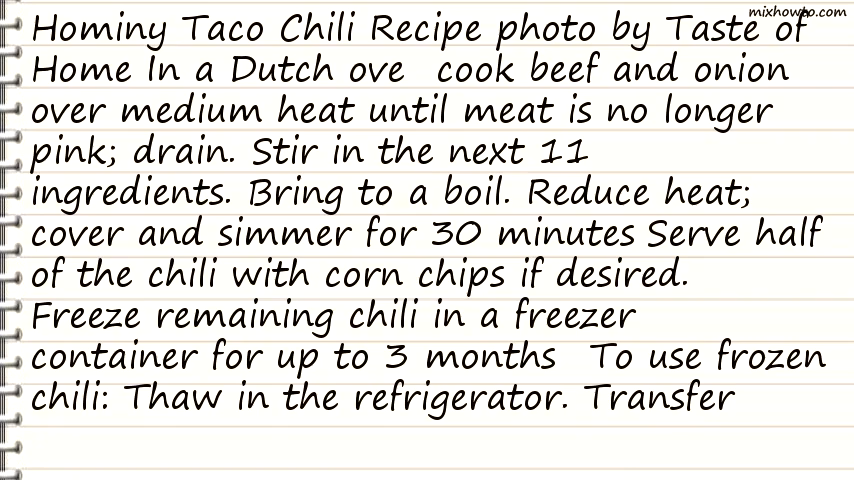 mixhowto.com
Hominy Taco Chili Recipe photo by Taste of
Home In a Dutch ove cook beef and onion
over medium heat until meat is no longer
pink; drain. Stir in the next 11
ingredients. Bring to a boil. Reduce heat;
cover and simmer for 30 minutes Serve half
of the chili with corn chips if desired.
Freeze remaining chili in a freezer
container for up to 3 months To use frozen
chili: Thaw in the refrigerator. Transfer